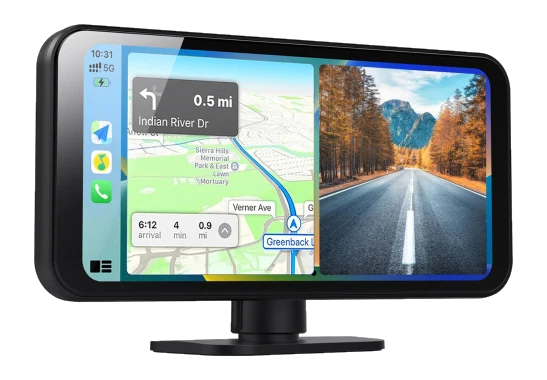 10:31
5G
0.5 mi
Indian River Dr
Sierra Hills
Memorial
Park & East
Lawn
Mortuary
Verner Ave
G
6:12 4 0.9
arrival min mi
Greenback L